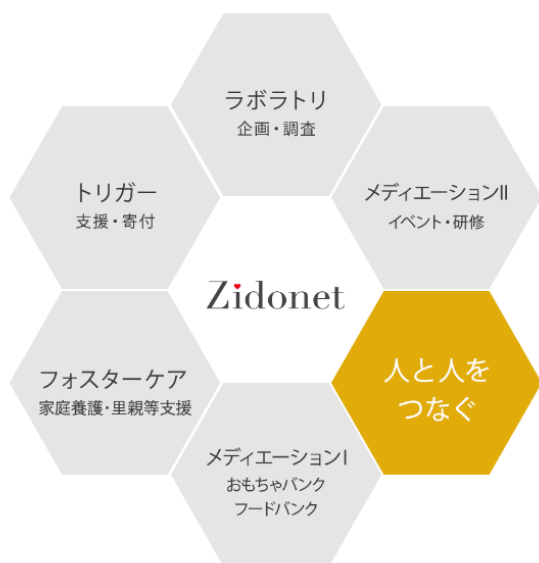 ラボラトリ
企画・調査
トリガー
支援・寄付
メディエーションII
イベント・研修
Zidonet
フォスターケア
家庭養護・里親等支援
人と人を
つなぐ
メディエーションI
おもちゃバンク
フードバンク